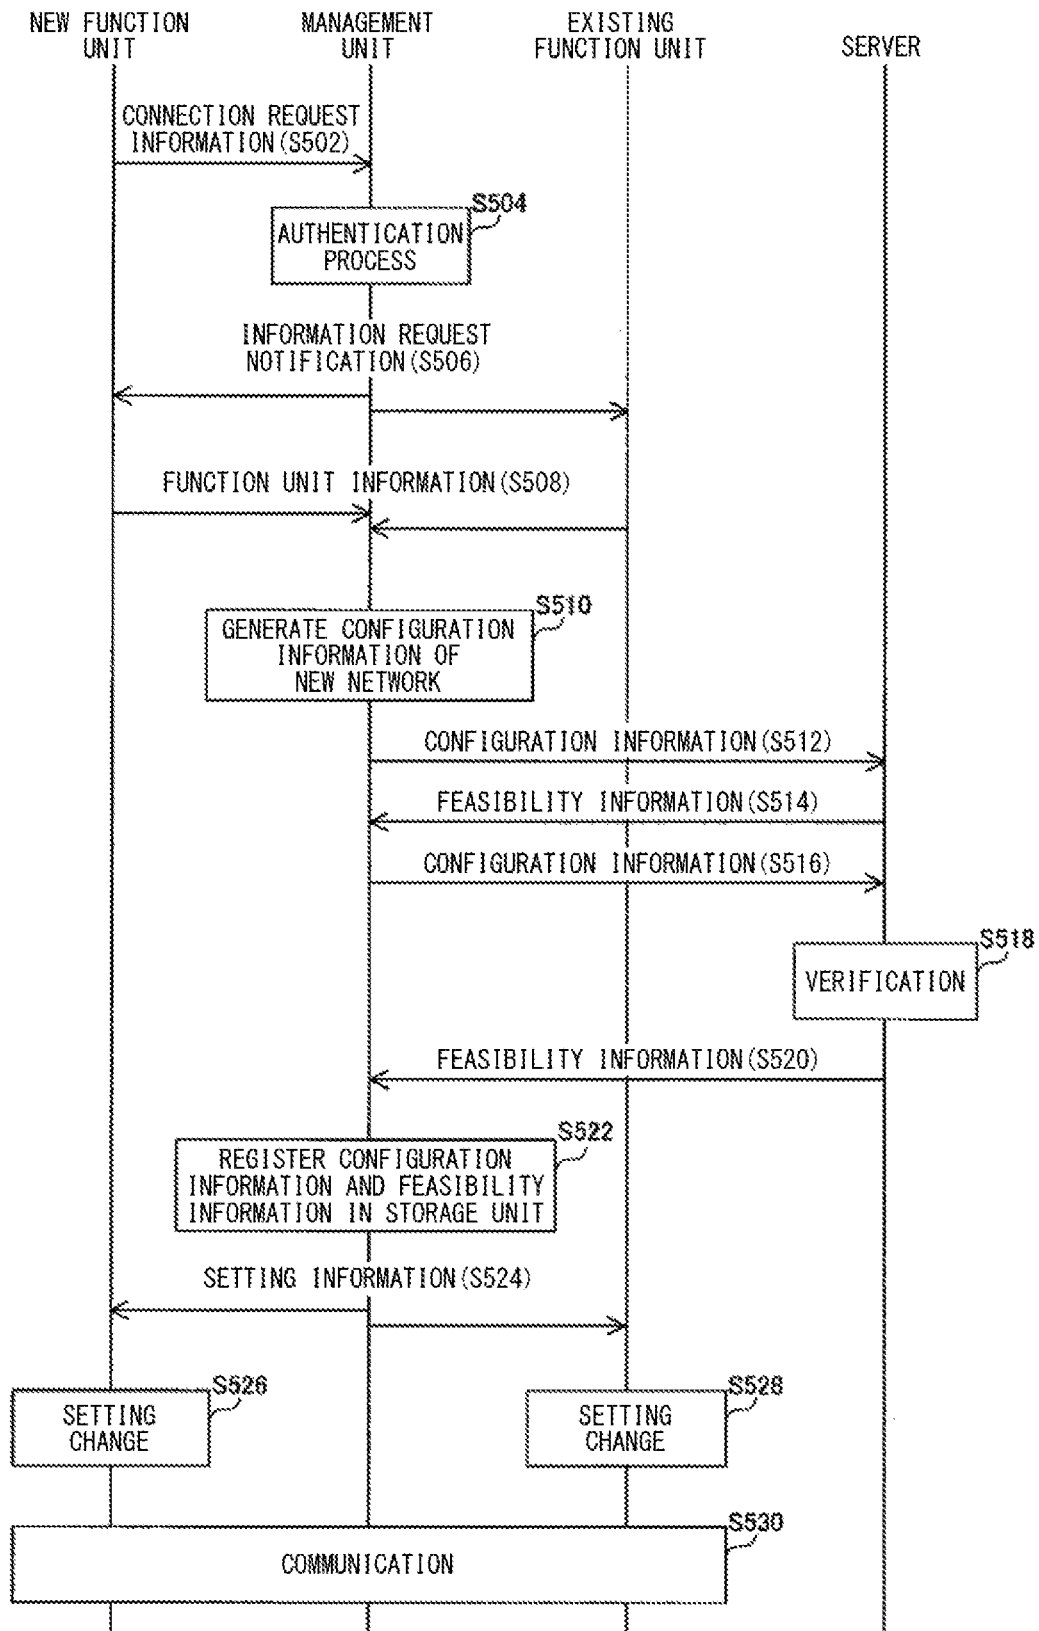 NEW FUNCTION
UNIT
MANAGEMENT
UNIT
EXISTING
FUNCTION UNIT
SERVER
CONNECTION REQUEST
INFORMATION(S502)
S504
AUTHENTICATION
PROCESS
INFORMATION REQUEST
NOTIFICATION(S506)
FUNCTION UNIT INFORMATION(S508)
S510
GENERATE CONFIGURATION
INFORMATION OF
NEW NETWORK
CONFIGURATION INFORMATION(S512)
FEASIBILITY INFORMATION(S514)
CONFIGURATION INFORMATION(S516)
S518
VERIFICATION
FEASIBILITY INFORMATION(S520)
S522
REGISTER CONFIGURATION
INFORMATION AND FEASIBILITY
INFORMATION IN STORAGE UNIT
SETTING INFORMATION(S524)
S526
SETTING
CHANGE
S528
SETTING
CHANGE
S530
COMMUNICATION